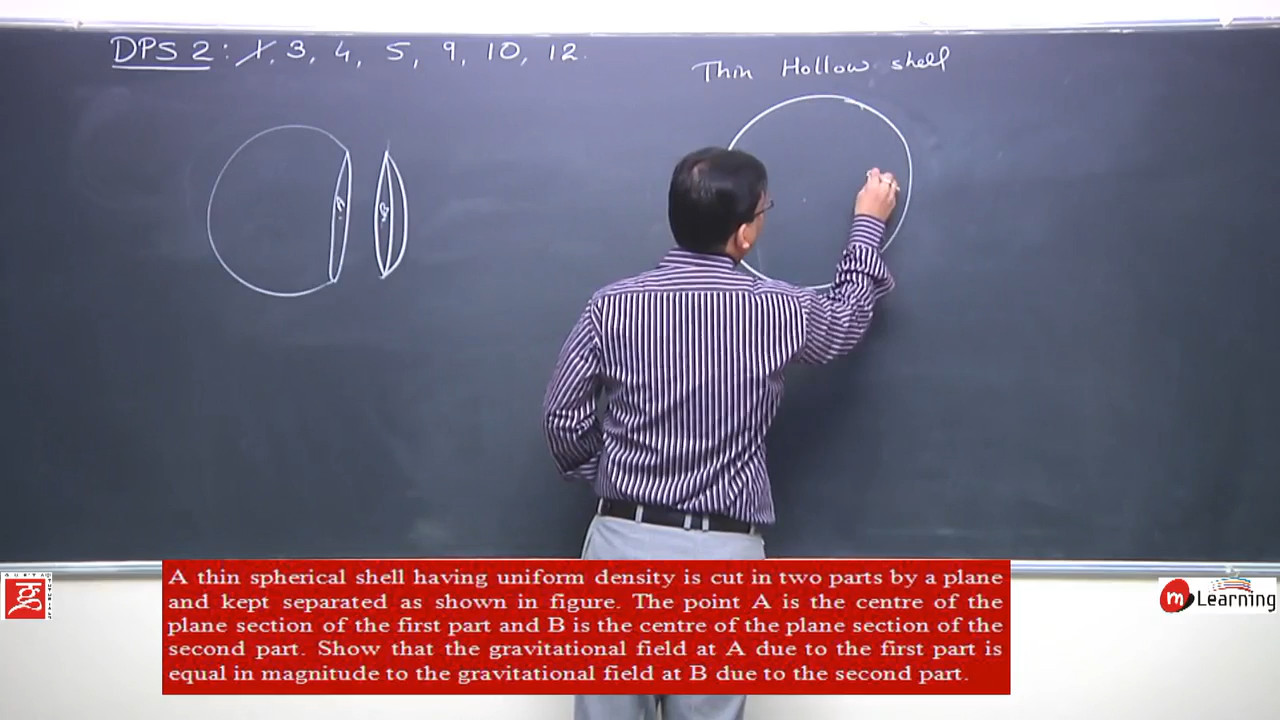 DPS 2 : 1, 3, 4, 5, 9, 10, 12.
Thin Hollow shell
A
B
A thin spherical shell having uniform density is cut in two parts by a plane
and kept separated as shown in figure. The point A is the centre of the
plane section of the first part and B is the centre of the plane section of the
second part. Show that the gravitational field at A due to the first part is
equal in magnitude to the gravitational field at B due to the second part.
m Learning